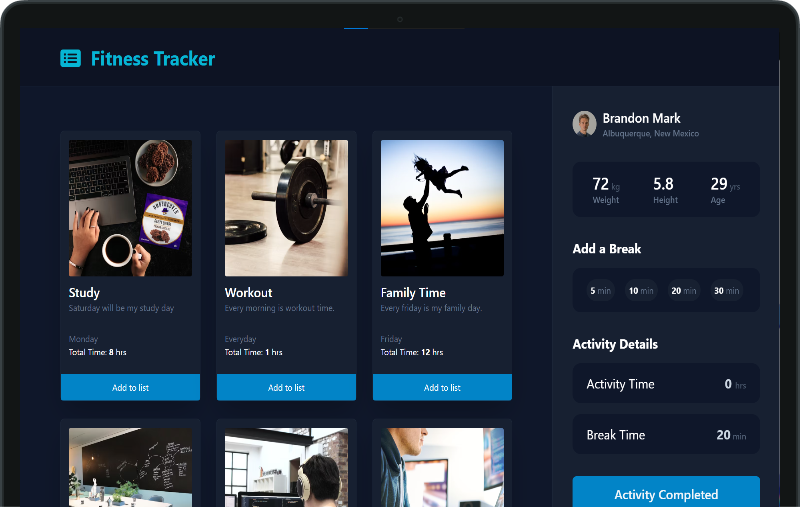 Fitness Tracker
Brandon Mark
Albuquerque, New Mexico
72 kg
Weight
5.8
Height
29 yrs
Age
Study
Saturday will be my study day
Monday
Total Time: 8 hrs
Add to list
Workout
Every morning is workout time.
Everyday
Total Time: 1 hrs
Add to list
Family Time
Every friday is my family day.
Friday
Total Time: 12 hrs
Add to list
Add a Break
5 min
10 min
20 min
30 min
Activity Details
Activity Time
0 hrs
Break Time
20 min
Activity Completed